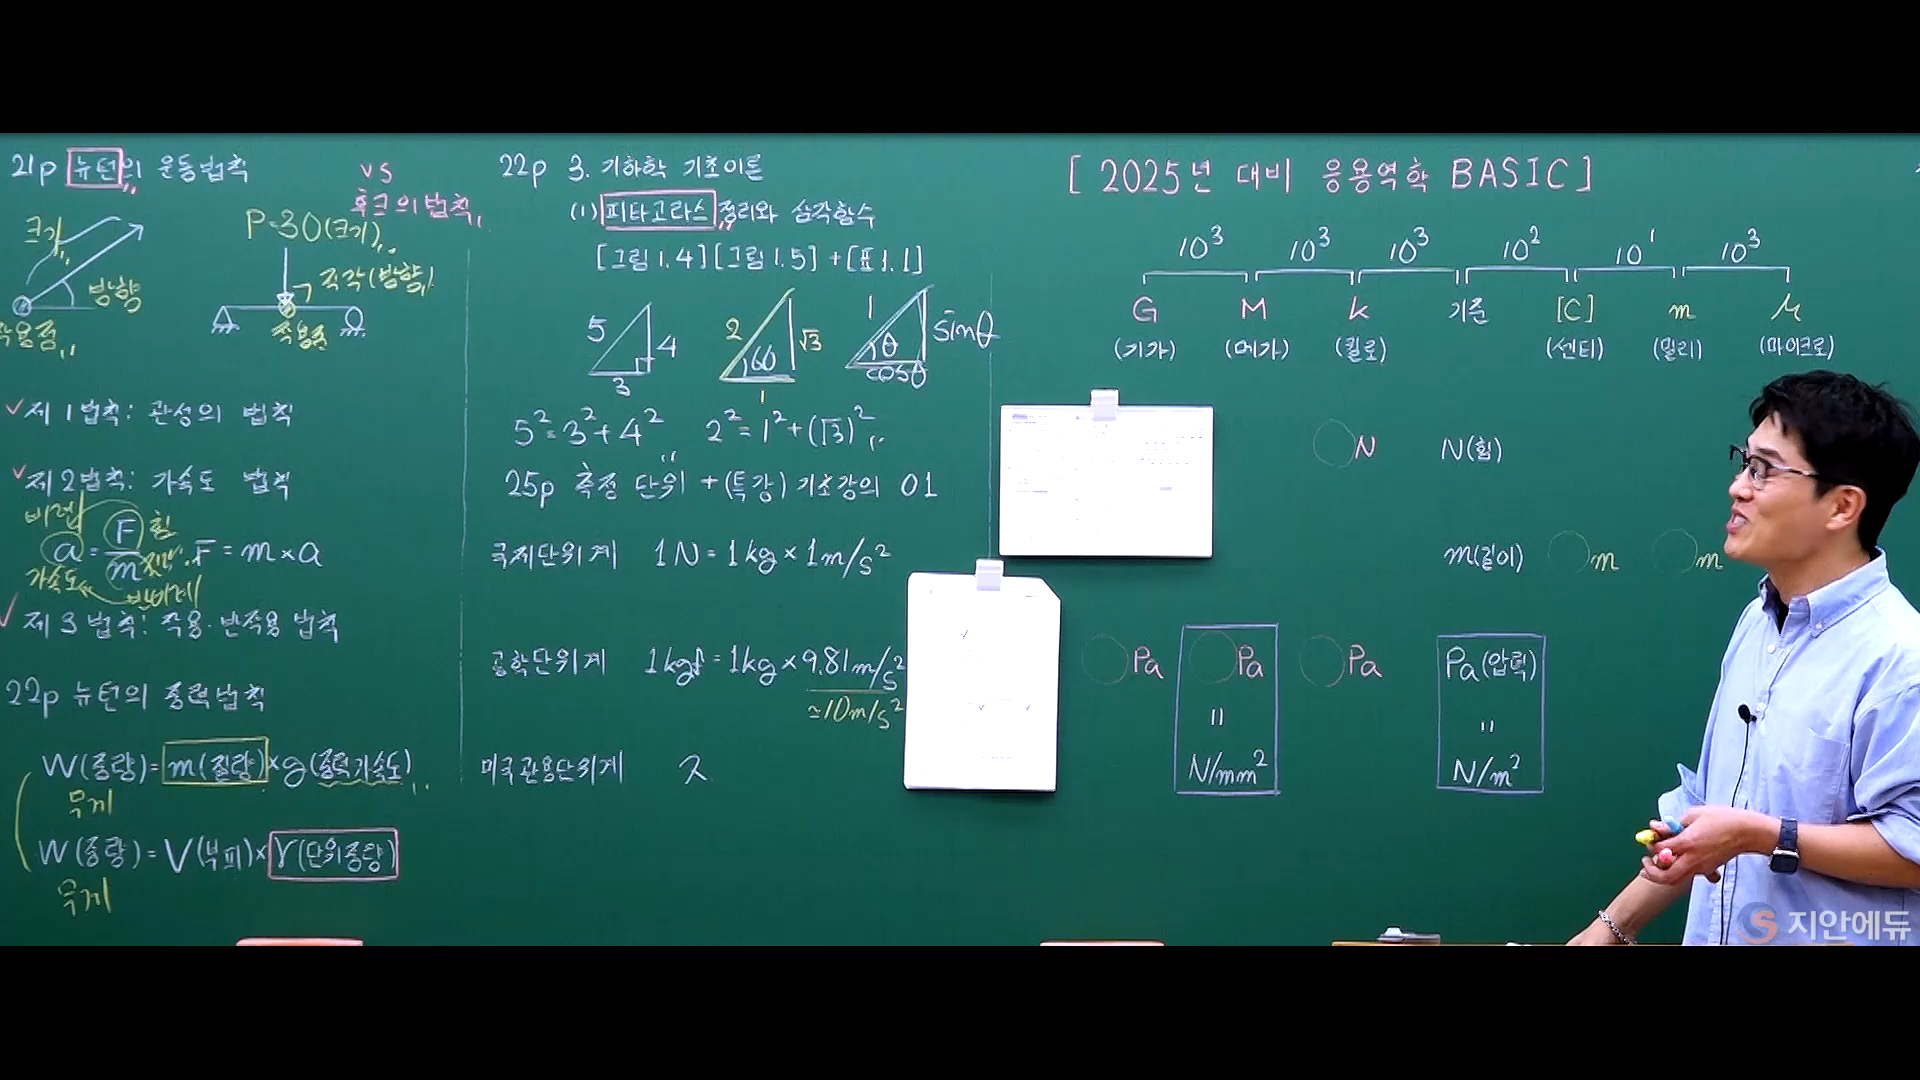 21p 뉴턴의 운동법칙
vs
후크의 법칙
크기
방향
작용점
P=30(크기)
직각(방향)
작용점
✓제 1법칙: 관성의 법칙
✓제 2법칙: 가속도 법칙
비례
a = F/m 힘 질량 F = m × a
가속도 반비례
✓제 3법칙: 작용·반작용 법칙
22p 뉴턴의 중력법칙
W(중량) = m(질량) × g(중력가속도)
무게
W(중량) = V(부피) × γ(단위중량)
무게
22p 3. 기하학 기초이론
(1) 피타고라스 정리와 삼각함수
[그림 1.4] [그림 1.5] + [표 1.1]
5 4 3
2 60 √3 1
1 θ sinθ cosθ
5² = 3² + 4² 2² = 1² + (√3)²
25p 측정 단위 + (특강) 기초강의 01
국제단위계 1N = 1kg × 1m/s²
공학단위계 1kgf = 1kg × 9.81m/s²
≃10m/s²
미국관용단위계 X
[2025년 대비 응용역학 BASIC]
10³ 10³ 10³ 10² 10¹ 10³
G M k 기준 [C] m μ
(기가) (메가) (킬로) (센티) (밀리) (마이크로)
N N(힘)
m(길이) m m
Pa Pa Pa Pa(압력)
= =
N/mm² N/m²
지안에듀